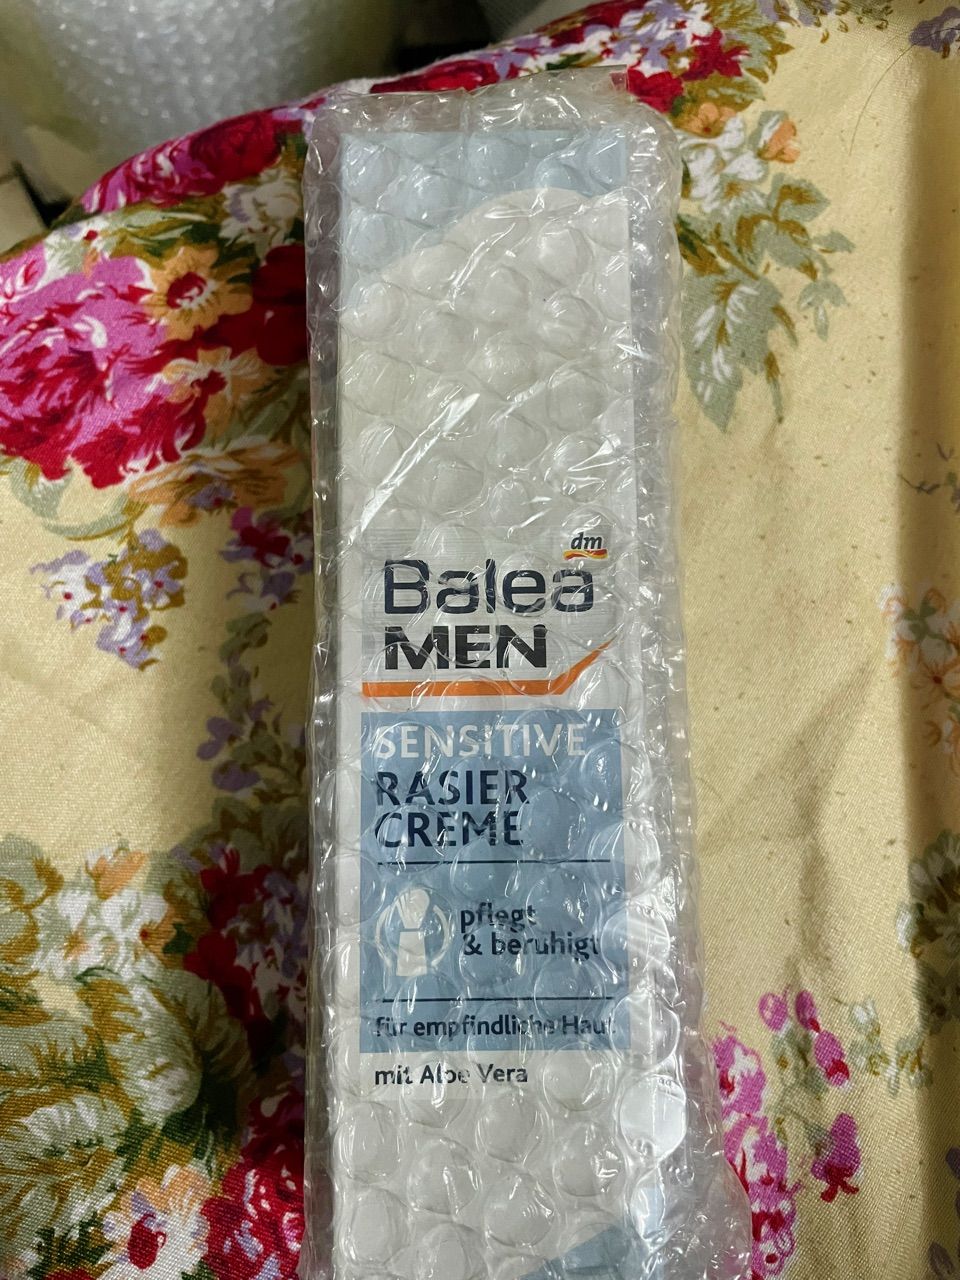 dm
Balea
MEN
SENSITIVE
RASIER
CREME
pflegt
& beruhigt
für empfindliche Haut
mit Aloe Vera